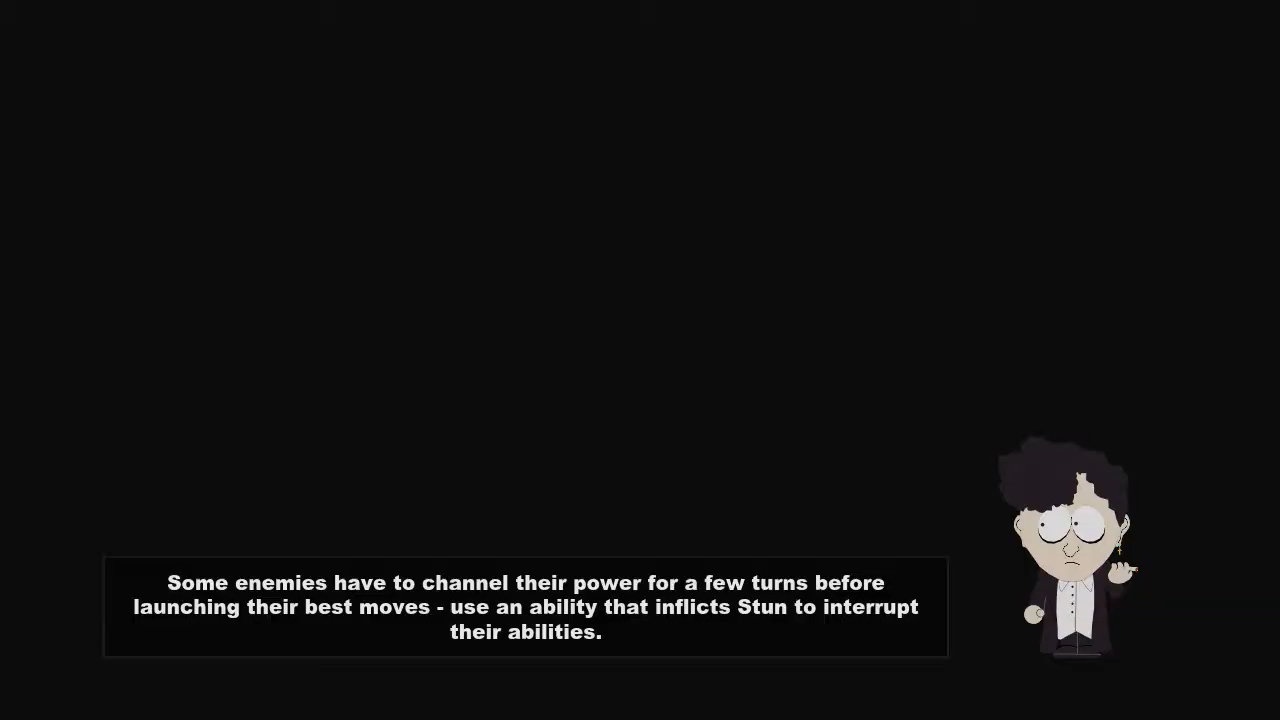 Some enemies have to channel their power for a few turns before
launching their best moves - use an ability that inflicts Stun to interrupt
their abilities.